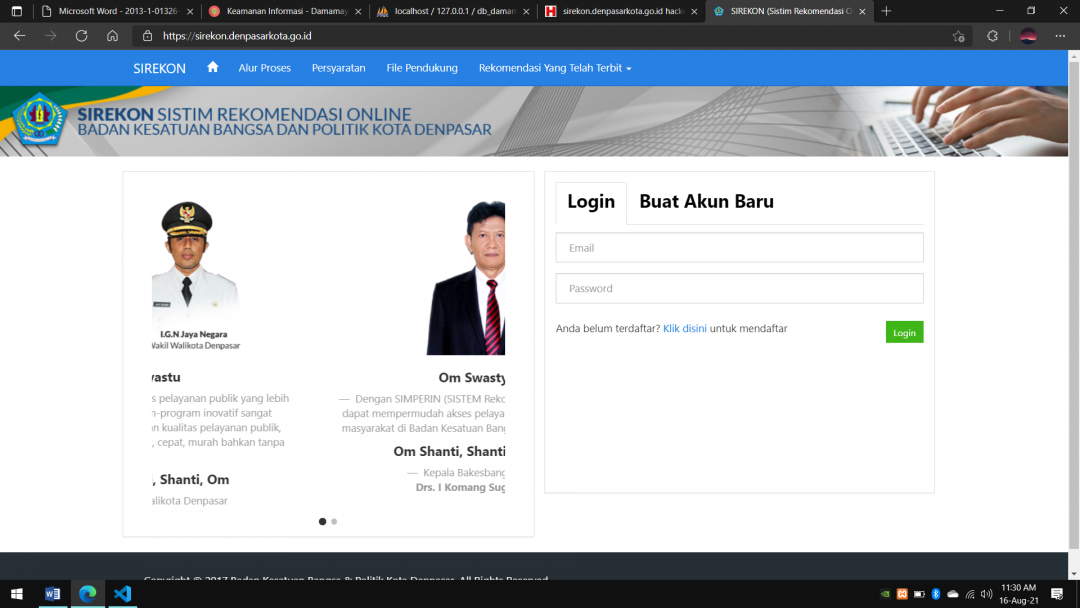 Microsoft Word - 2013-1-01326-
Keamanan Informasi - Damamay
localhost / 127.0.0.1 / db_daman
sirekon.denpasarkota.go.id hack
SIREKON (Sistim Rekomendasi O
https://sirekon.denpasarkota.go.id
SIREKON Alur Proses Persyaratan File Pendukung Rekomendasi Yang Telah Terbit
SIREKON SISTIM REKOMENDASI ONLINE
BADAN KESATUAN BANGSA DAN POLITIK KOTA DENPASAR
I.G.N Jaya Negara
Wakil Walikota Denpasar
vastu
s pelayanan publik yang lebih
n-program inovatif sangat
n kualitas pelayanan publik,
, cepat, murah bahkan tanpa
, Shanti, Om
alikota Denpasar
Om Swasty
— Dengan SIMPERIN (SISTEM Reko
dapat mempermudah akses pelaya
masyarakat di Badan Kesatuan Bang
Om Shanti, Shanti
— Kepala Bakesbang
Drs. I Komang Sug
Login Buat Akun Baru
Email
Password
Anda belum terdaftar? Klik disini untuk mendaftar
Login
Copyright © 2017 Badan Kesatuan Bangsa & Politik Kota Denpasar. All Rights Reserved
11:30 AM
16-Aug-21